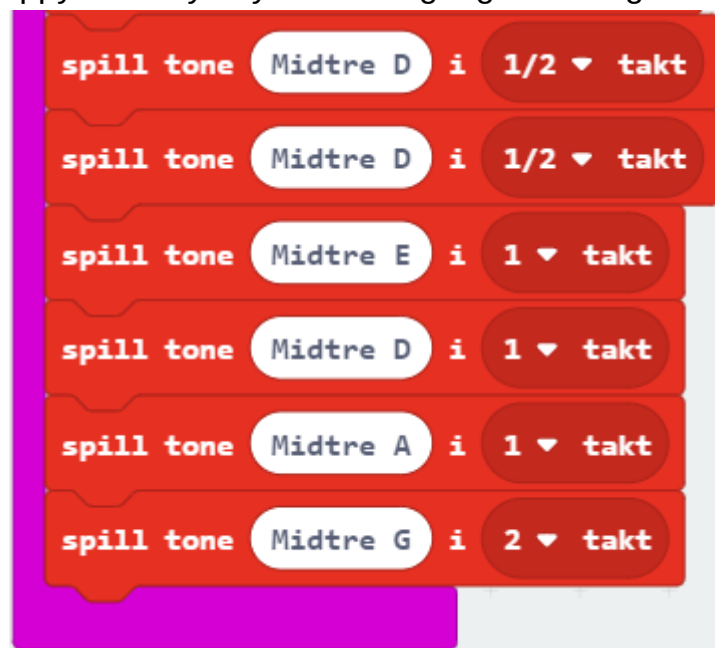 spill tone Midtre D i 1/2 takt
spill tone Midtre D i 1/2 takt
spill tone Midtre E i 1 takt
spill tone Midtre D i 1 takt
spill tone Midtre A i 1 takt
spill tone Midtre G i 2 takt